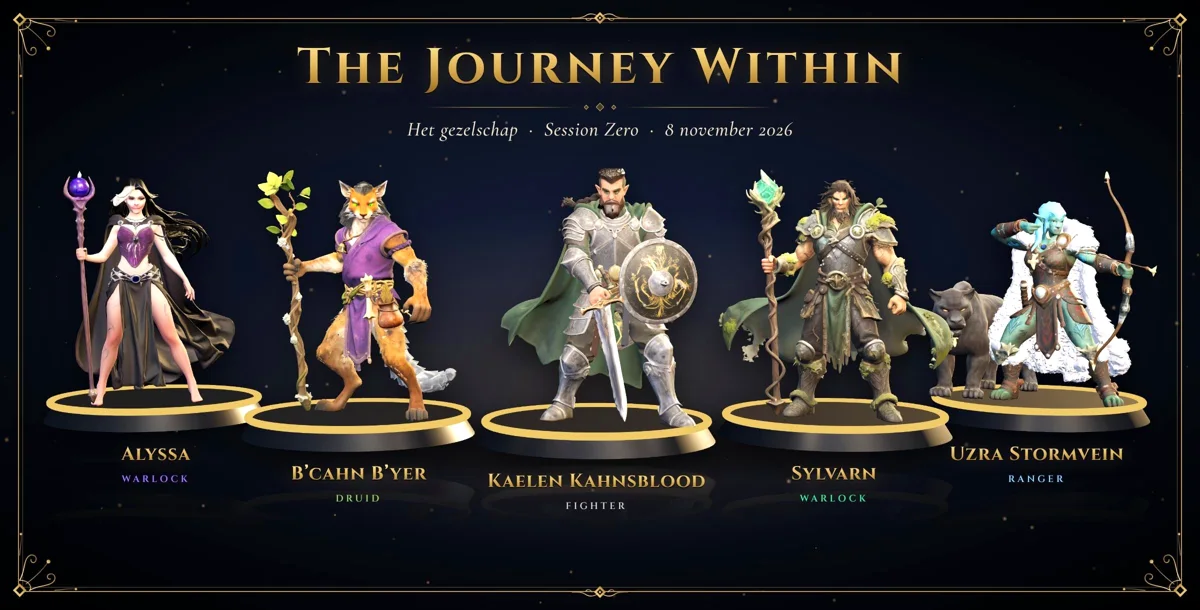 The Journey Within
Het gezelschap · Session Zero · 8 november 2026
Alyssa
WARLOCK
B'cahn B'yer
DRUID
Kaelen Kahnsblood
FIGHTER
Sylvarn
WARLOCK
Uzra Stormvein
RANGER